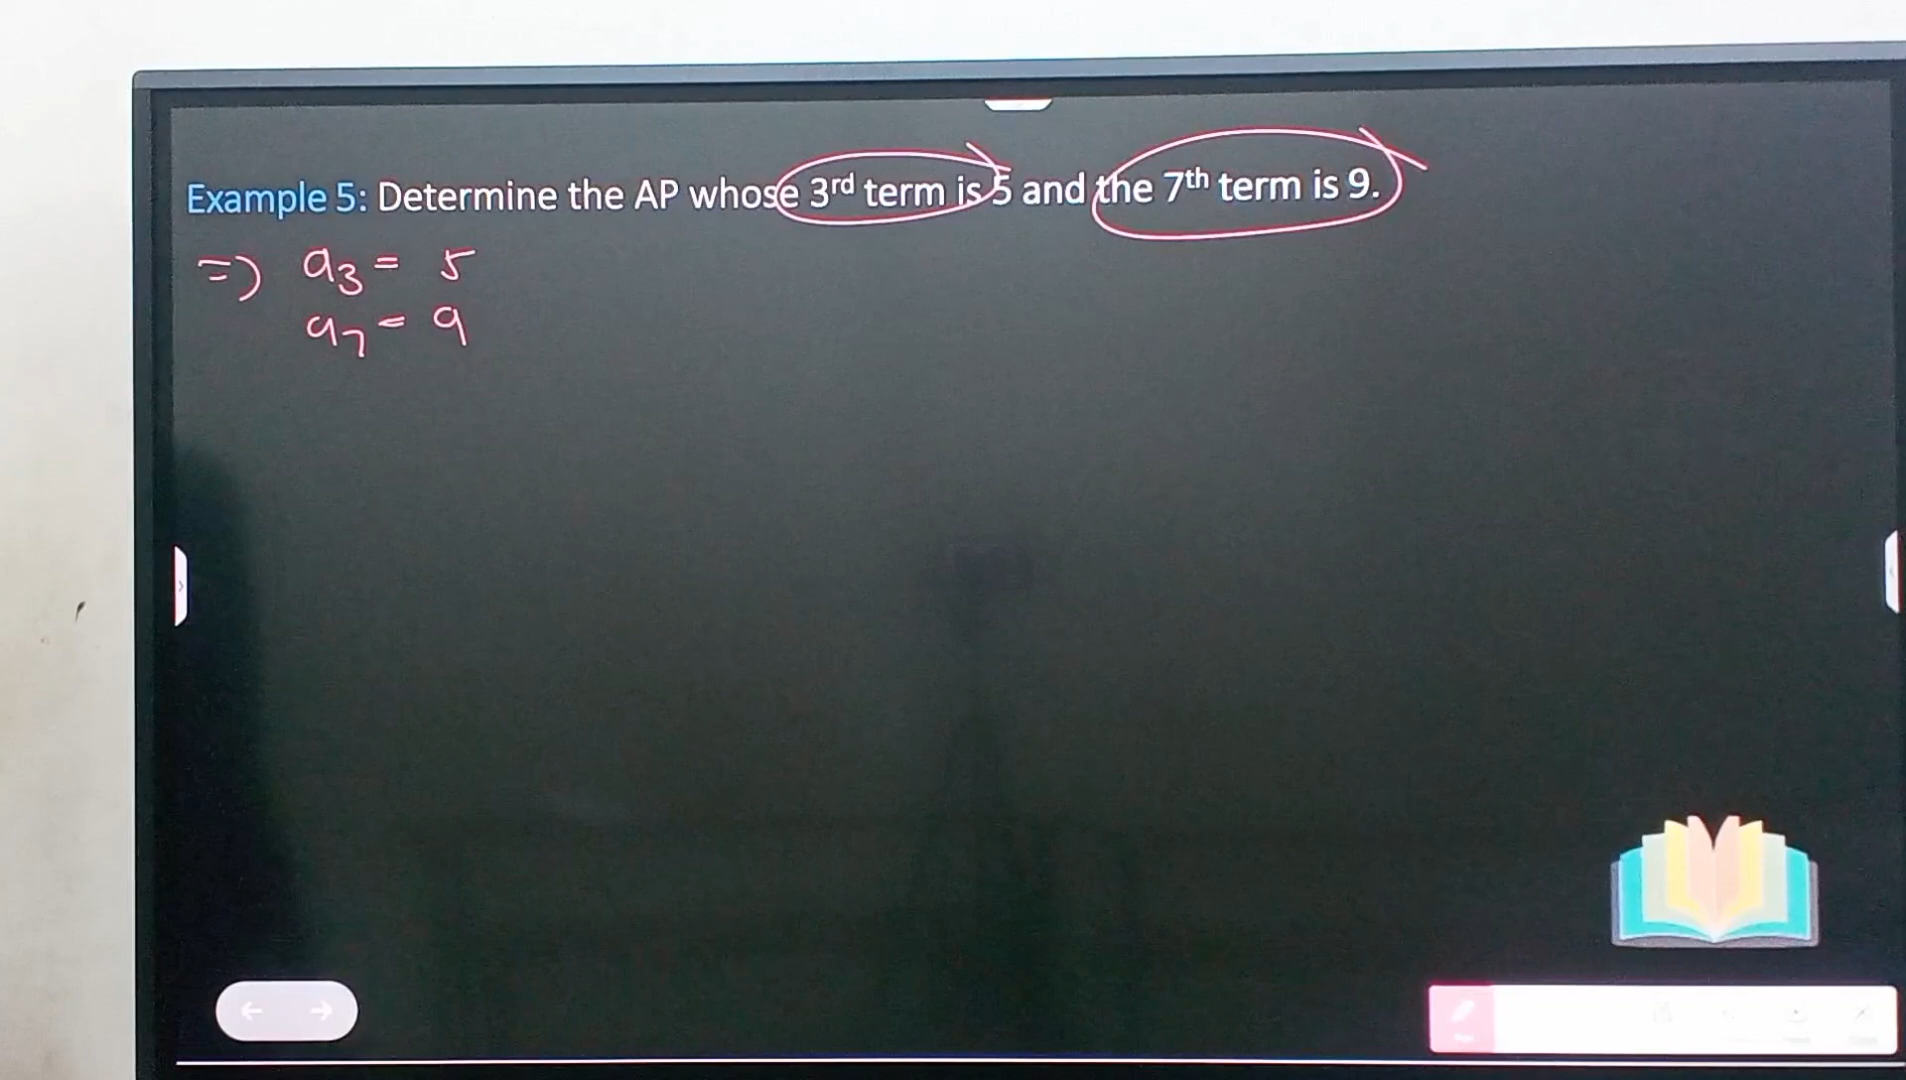 Example 5: Determine the AP whose 3rd term is 5 and the 7th term is 9.
=) a3 = 5
a7 = 9